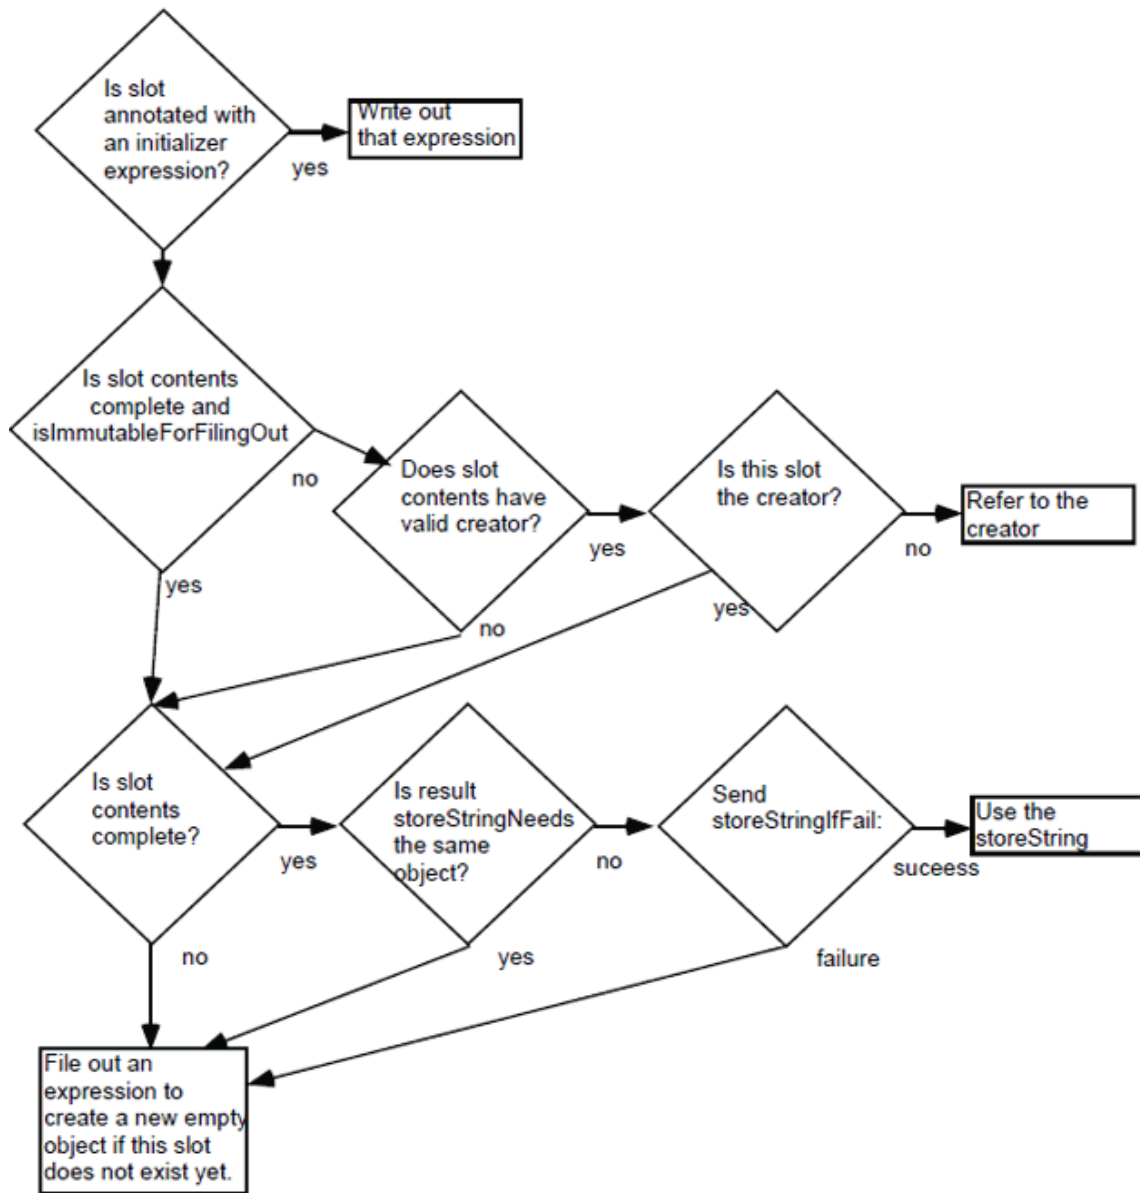 Is slot
annotated with
an initializer
expression?
Write out
that expression
yes
Is slot contents
complete and
isImmutableForFilingOut
no
Does slot
contents have
valid creator?
yes
Is this slot
the creator?
no
Refer to the
creator
yes
no
yes
Is slot
contents
complete?
yes
Is result
storeStringNeeds
the same
object?
no
Send
storeStringIfFail:
suceess
Use the
storeString
no
yes
failure
File out an
expression to
create a new empty
object if this slot
does not exist yet.